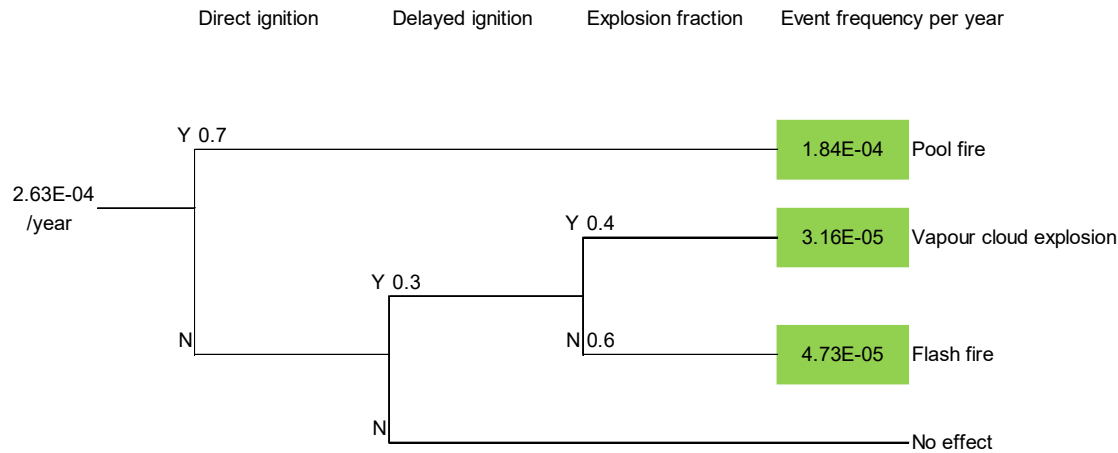 Direct ignition Delayed ignition Explosion fraction Event frequency per year
Y 0.7
1.84E-04 Pool fire
2.63E-04
/year
Y 0.4
3.16E-05 Vapour cloud explosion
Y 0.3
N
N 0.6
4.73E-05 Flash fire
N
No effect